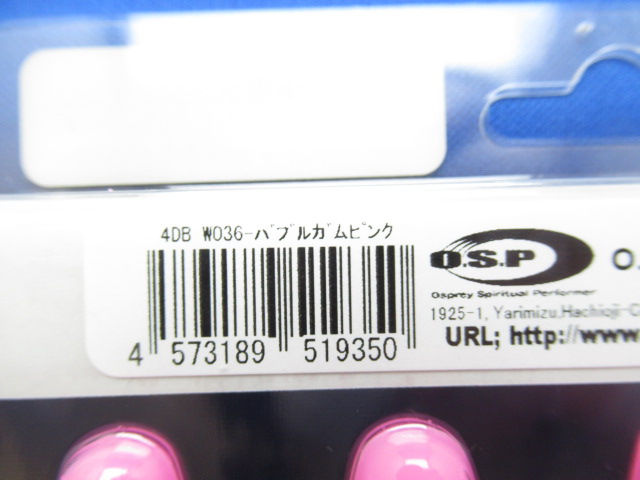 4DB W036-ﾊﾞﾌﾞﾙｶﾞﾑﾋﾟﾝｸ
4 573189 519350
O.S.P
Osprey Spiritual Performer
1925-1, Yarimizu,Hachioji-C
URL; http://www.
O.